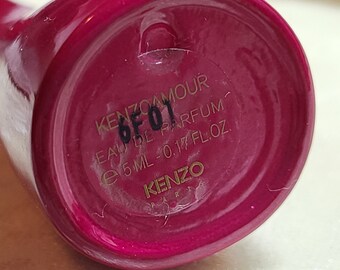 KENZOAMOUR
6F01
EAU DE PARFUM
℮ 5 ML - 0.17 FL.OZ.
KENZO